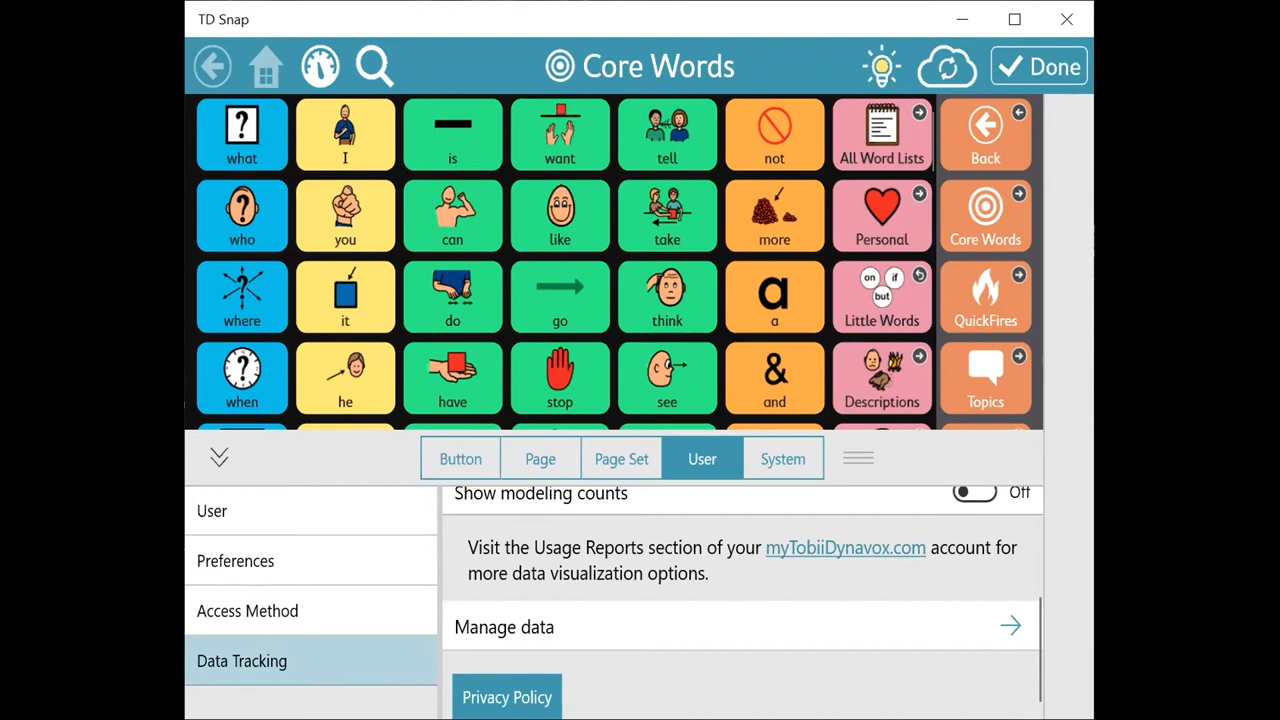 TD Snap
Core Words
Done
what
I
is
want
tell
not
All Word Lists
Back
who
you
can
like
take
more
Personal
Core Words
where
it
do
go
think
a
a
on
if
but
Little Words
QuickFires
when
he
have
stop
see
&
and
Descriptions
Topics
Button
Page
Page Set
User
System
User
Show modeling counts
Off
Preferences
Visit the Usage Reports section of your myTobiiDynavox.com account for
more data visualization options.
Access Method
Manage data
Data Tracking
Privacy Policy